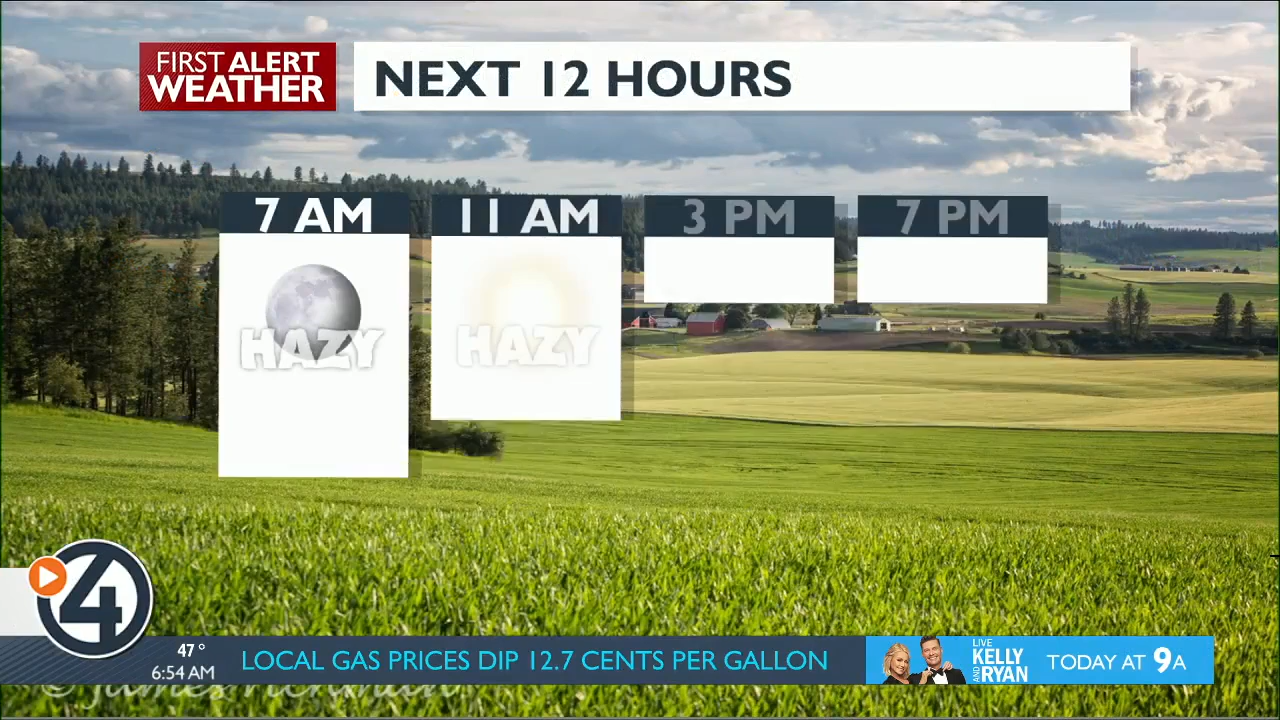 FIRST ALERT
WEATHER
NEXT 12 HOURS
7 AM
11 AM
3 PM
7 PM
HAZY
HAZY
4
47°
6:54 AM
LOCAL GAS PRICES DIP 12.7 CENTS PER GALLON
LIVE
KELLY
AND RYAN
TODAY AT 9A